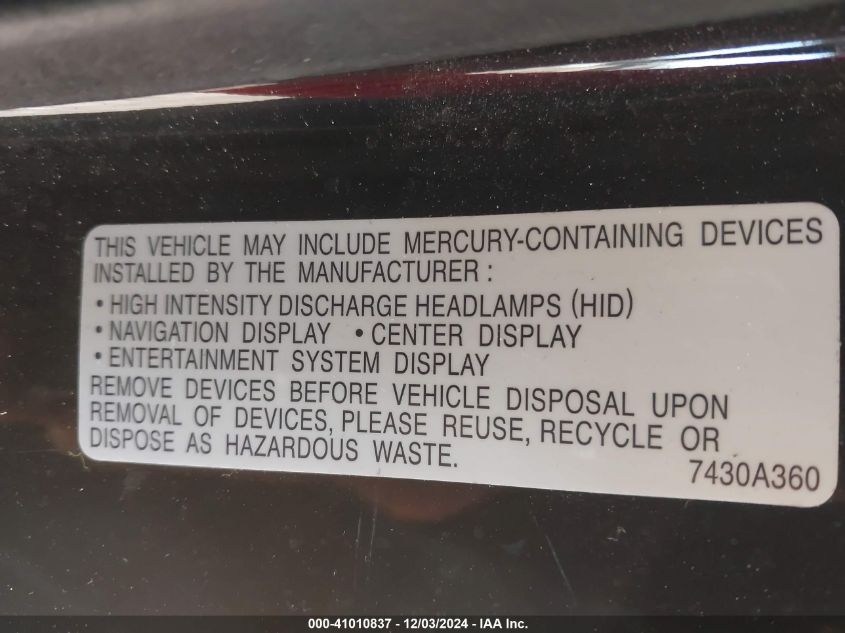 THIS VEHICLE MAY INCLUDE MERCURY-CONTAINING DEVICES
INSTALLED BY THE MANUFACTURER :
• HIGH INTENSITY DISCHARGE HEADLAMPS (HID)
• NAVIGATION DISPLAY • CENTER DISPLAY
• ENTERTAINMENT SYSTEM DISPLAY
REMOVE DEVICES BEFORE VEHICLE DISPOSAL UPON
REMOVAL OF DEVICES, PLEASE REUSE, RECYCLE OR
DISPOSE AS HAZARDOUS WASTE.
7430A360
000-41010837 - 12/03/2024 - IAA Inc.